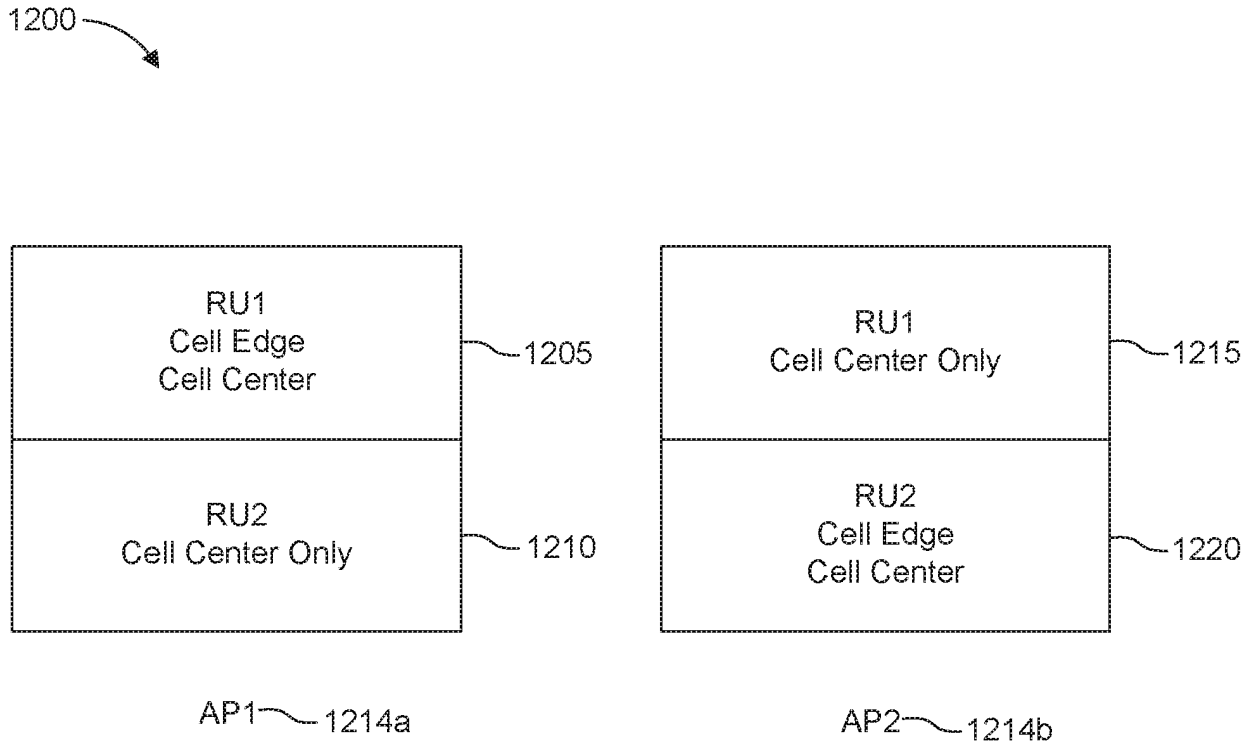 1200
RU1
Cell Edge
Cell Center
1205
RU2
Cell Center Only
1210
AP1
1214a
RU1
Cell Center Only
1215
RU2
Cell Edge
Cell Center
1220
AP2
1214b